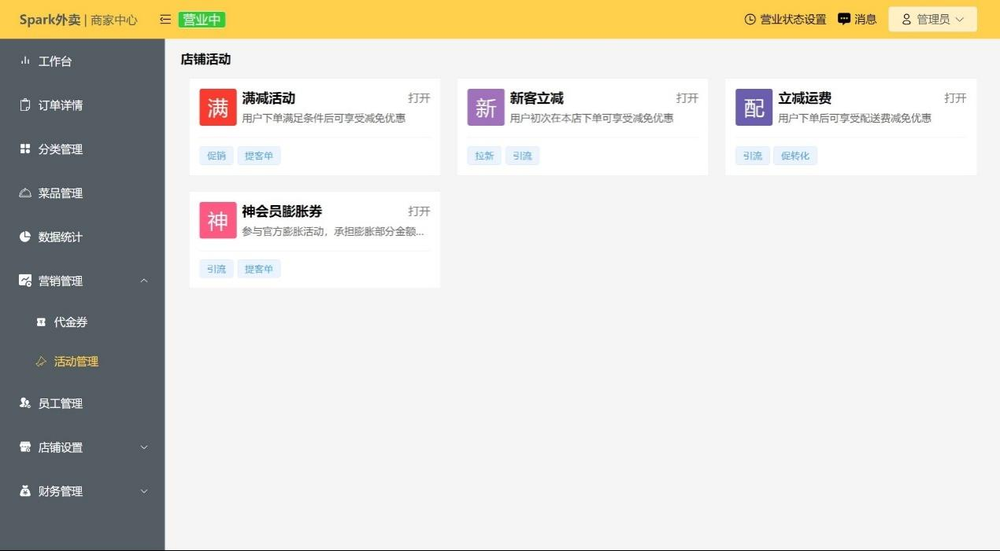 Spark外卖 | 商家中心
营业中
营业状态设置
消息
管理员
工作台
订单详情
分类管理
菜品管理
数据统计
营销管理
代金券
活动管理
员工管理
店铺设置
财务管理
店铺活动
满
满减活动
打开
用户下单满足条件后可享受减免优惠
促销
提客单
新
新客立减
打开
用户初次在本店下单可享受减免优惠
拉新
引流
配
立减运费
打开
用户下单后可享受配送费减免优惠
引流
促转化
神
神会员膨胀券
打开
参与官方膨胀活动，承担膨胀部分金额...
引流
提客单